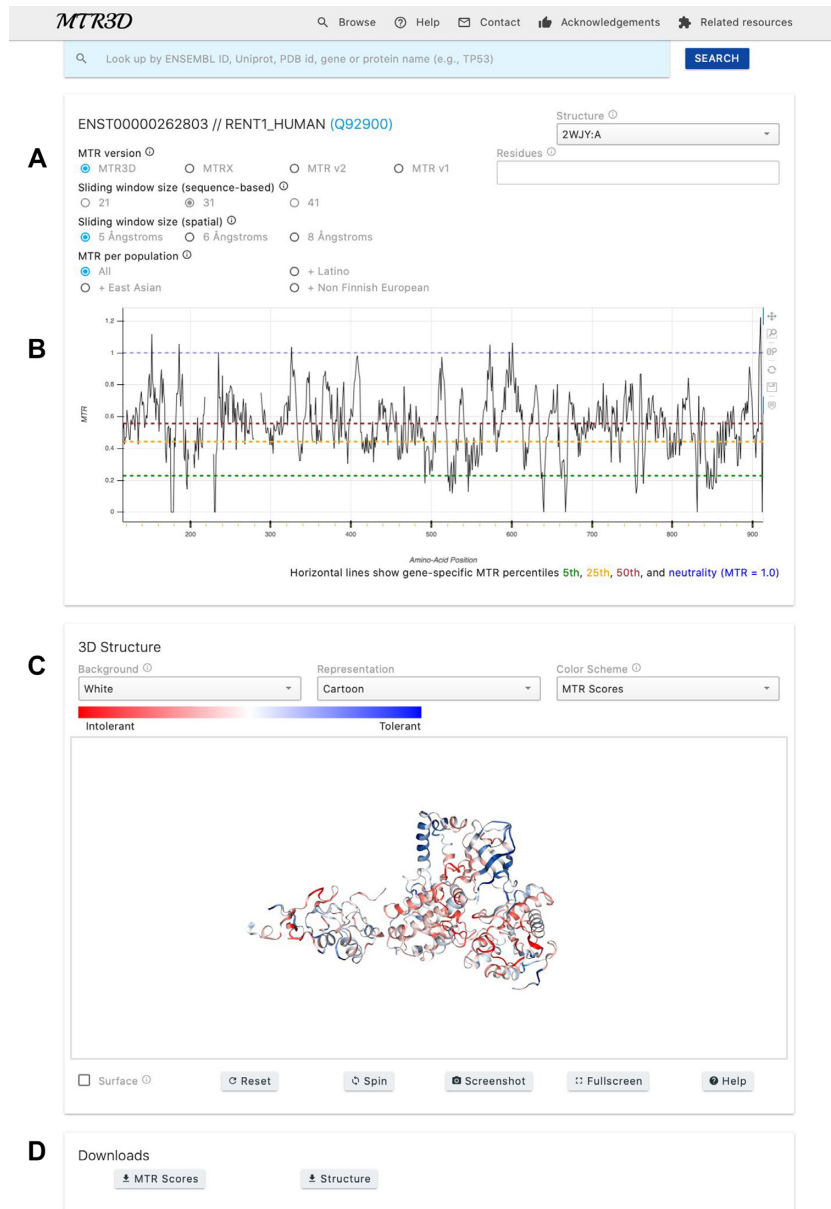 MTR3D
Browse Help Contact Acknowledgements Related resources
Look up by ENSEMBL ID, Uniprot, PDB id, gene or protein name (e.g., TP53) SEARCH
ENST00000262803 // RENT1_HUMAN (Q92900)
Structure
2WJY:A
A
MTR version
MTR3D MTRX MTR v2 MTR v1
Residues
Sliding window size (sequence-based)
21 31 41
Sliding window size (spatial)
5 Ångstroms 6 Ångstroms 8 Ångstroms
MTR per population
All + Latino
+ East Asian + Non Finnish European
B
1.2
1
0.8
0.6
0.4
0.2
0
MTR
200 300 400 500 600 700 800 900
Amino-Acid Position
Horizontal lines show gene-specific MTR percentiles 5th, 25th, 50th, and neutrality (MTR = 1.0)
3D Structure
C
Background Representation Color Scheme
White Cartoon MTR Scores
Intolerant Tolerant
Surface Reset Spin Screenshot Fullscreen Help
D
Downloads
MTR Scores Structure